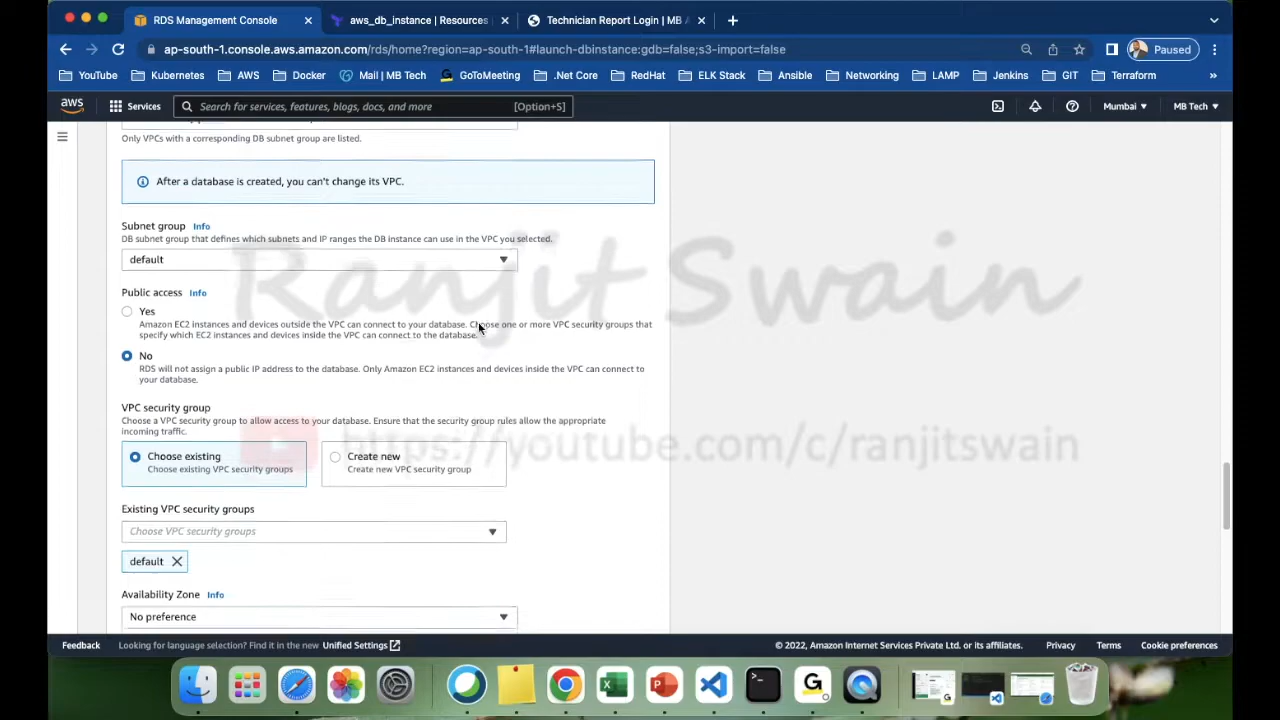 RDS Management Console
aws_db_instance | Resources
Technician Report Login | MB A
ap-south-1.console.aws.amazon.com/rds/home?region=ap-south-1#launch-dbinstance:gdb=false;s3-import=false
Paused
YouTube
Kubernetes
AWS
Docker
Mail | MB Tech
GoToMeeting
.Net Core
RedHat
ELK Stack
Ansible
Networking
LAMP
Jenkins
GIT
Terraform
»
aws
Services
Search for services, features, blogs, docs, and more
[Option+S]
Mumbai
MB Tech
Only VPCs with a corresponding DB subnet group are listed.
After a database is created, you can't change its VPC.
Subnet group Info
DB subnet group that defines which subnets and IP ranges the DB instance can use in the VPC you selected.
default
Ranjit Swain
Public access Info
Yes
Amazon EC2 instances and devices outside the VPC can connect to your database. Choose one or more VPC security groups that
specify which EC2 instances and devices inside the VPC can connect to the database.
No
RDS will not assign a public IP address to the database. Only Amazon EC2 instances and devices inside the VPC can connect to
your database.
VPC security group
Choose a VPC security group to allow access to your database. Ensure that the security group rules allow the appropriate
incoming traffic.
https://youtube.com/c/ranjitswain
Choose existing
Choose existing VPC security groups
Create new
Create new VPC security group
Existing VPC security groups
Choose VPC security groups
default
Availability Zone Info
No preference
Feedback
Looking for language selection? Find it in the new Unified Settings
© 2022, Amazon Internet Services Private Ltd. or its affiliates.
Privacy
Terms
Cookie preferences